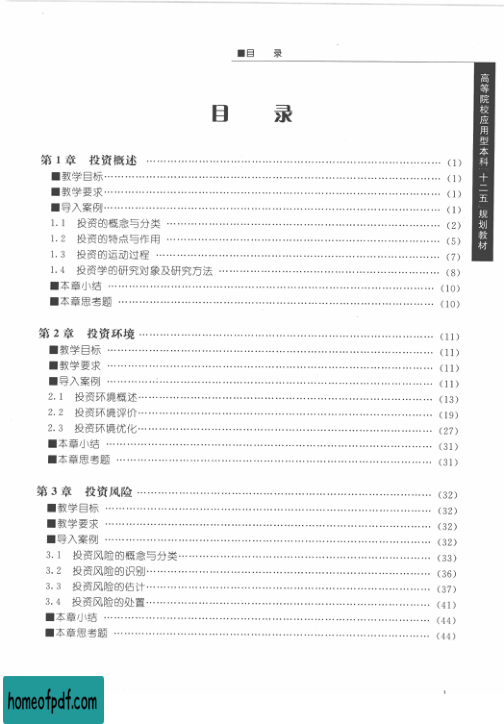 ■目 录
目 录
高等院校应用型本科"十二五"规划教材
第1章 投资概述 ……(1)
■教学目标……(1)
■教学要求……(1)
■导入案例……(1)
1.1 投资的概念与分类 ……(2)
1.2 投资的特点与作用 ……(5)
1.3 投资的运动过程 ……(7)
1.4 投资学的研究对象及研究方法 ……(8)
■本章小结 ……(10)
■本章思考题 ……(10)
第2章 投资环境 ……(11)
■教学目标 ……(11)
■教学要求 ……(11)
■导入案例 ……(11)
2.1 投资环境概述……(13)
2.2 投资环境评价……(19)
2.3 投资环境优化……(27)
■本章小结 ……(31)
■本章思考题 ……(31)
第3章 投资风险 ……(32)
■教学目标 ……(32)
■教学要求 ……(32)
■导入案例 ……(32)
3.1 投资风险的概念与分类……(33)
3.2 投资风险的识别……(36)
3.3 投资风险的估计……(37)
3.4 投资风险的处置……(41)
■本章小结 ……(44)
■本章思考题 ……(44)
homeofpdf.com